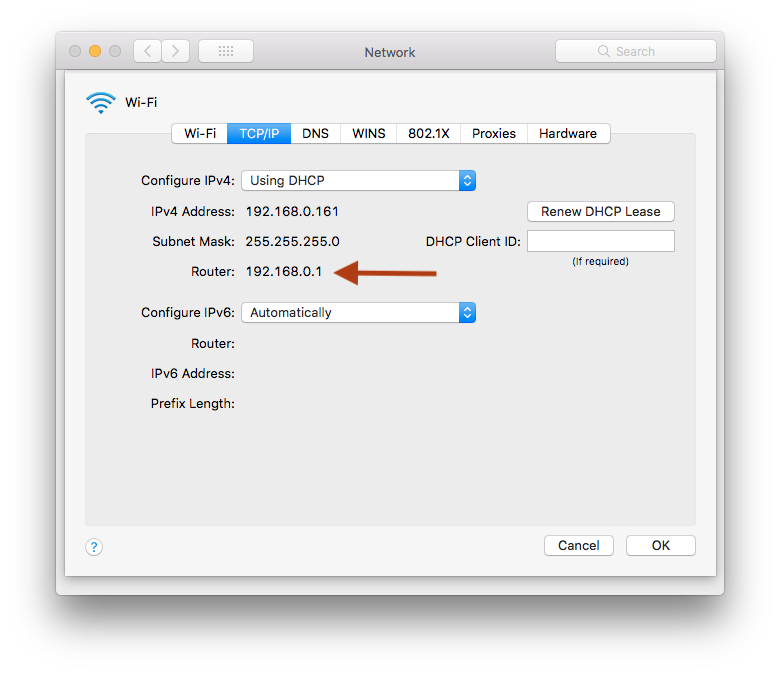 Network
Search
Wi-Fi
Wi-Fi TCP/IP DNS WINS 802.1X Proxies Hardware
Configure IPv4: Using DHCP
IPv4 Address: 192.168.0.161 Renew DHCP Lease
Subnet Mask: 255.255.255.0 DHCP Client ID:
(If required)
Router: 192.168.0.1
Configure IPv6: Automatically
Router:
IPv6 Address:
Prefix Length:
? Cancel OK